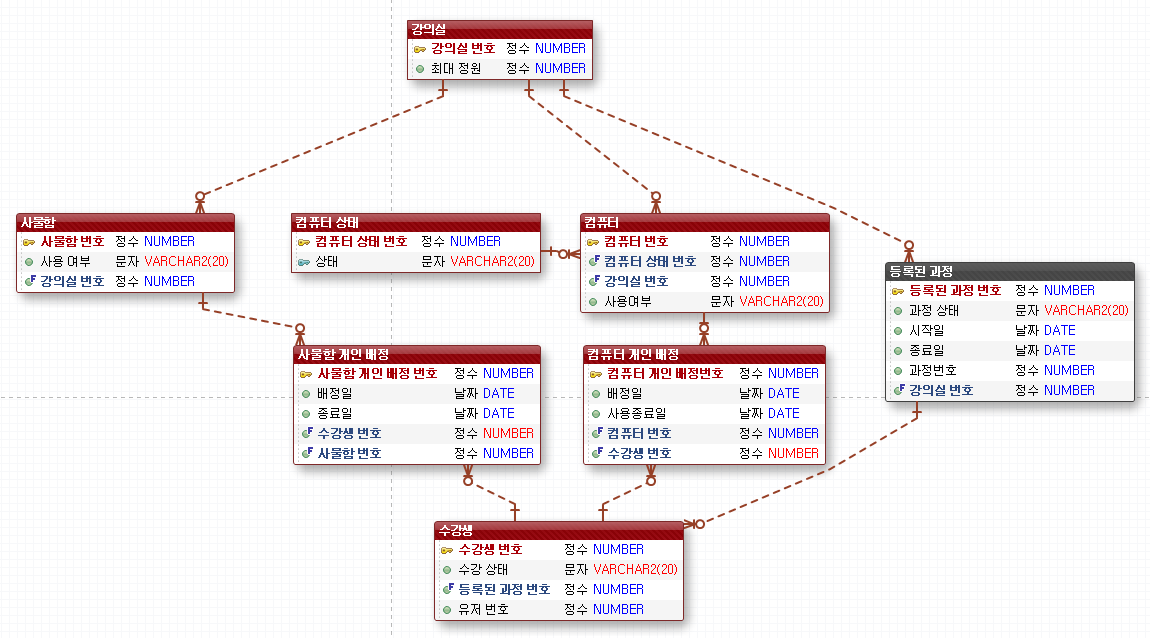 강의실
강의실 번호 정수 NUMBER
최대 정원 정수 NUMBER
사물함
사물함 번호 정수 NUMBER
사용 여부 문자 VARCHAR2(20)
강의실 번호 정수 NUMBER
컴퓨터 상태
컴퓨터 상태 번호 정수 NUMBER
상태 문자 VARCHAR2(20)
컴퓨터
컴퓨터 번호 정수 NUMBER
컴퓨터 상태 번호 정수 NUMBER
강의실 번호 정수 NUMBER
사용여부 문자 VARCHAR2(20)
등록된 과정
등록된 과정 번호 정수 NUMBER
과정 상태 문자 VARCHAR2(20)
시작일 날짜 DATE
종료일 날짜 DATE
과정번호 정수 NUMBER
강의실 번호 정수 NUMBER
사물함 개인 배정
사물함 개인 배정 번호 정수 NUMBER
배정일 날짜 DATE
종료일 날짜 DATE
수강생 번호 정수 NUMBER
사물함 번호 정수 NUMBER
컴퓨터 개인 배정
컴퓨터 개인 배정번호 정수 NUMBER
배정일 날짜 DATE
사용종료일 날짜 DATE
컴퓨터 번호 정수 NUMBER
수강생 번호 정수 NUMBER
수강생
수강생 번호 정수 NUMBER
수강 상태 문자 VARCHAR2(20)
등록된 과정 번호 정수 NUMBER
유저 번호 정수 NUMBER